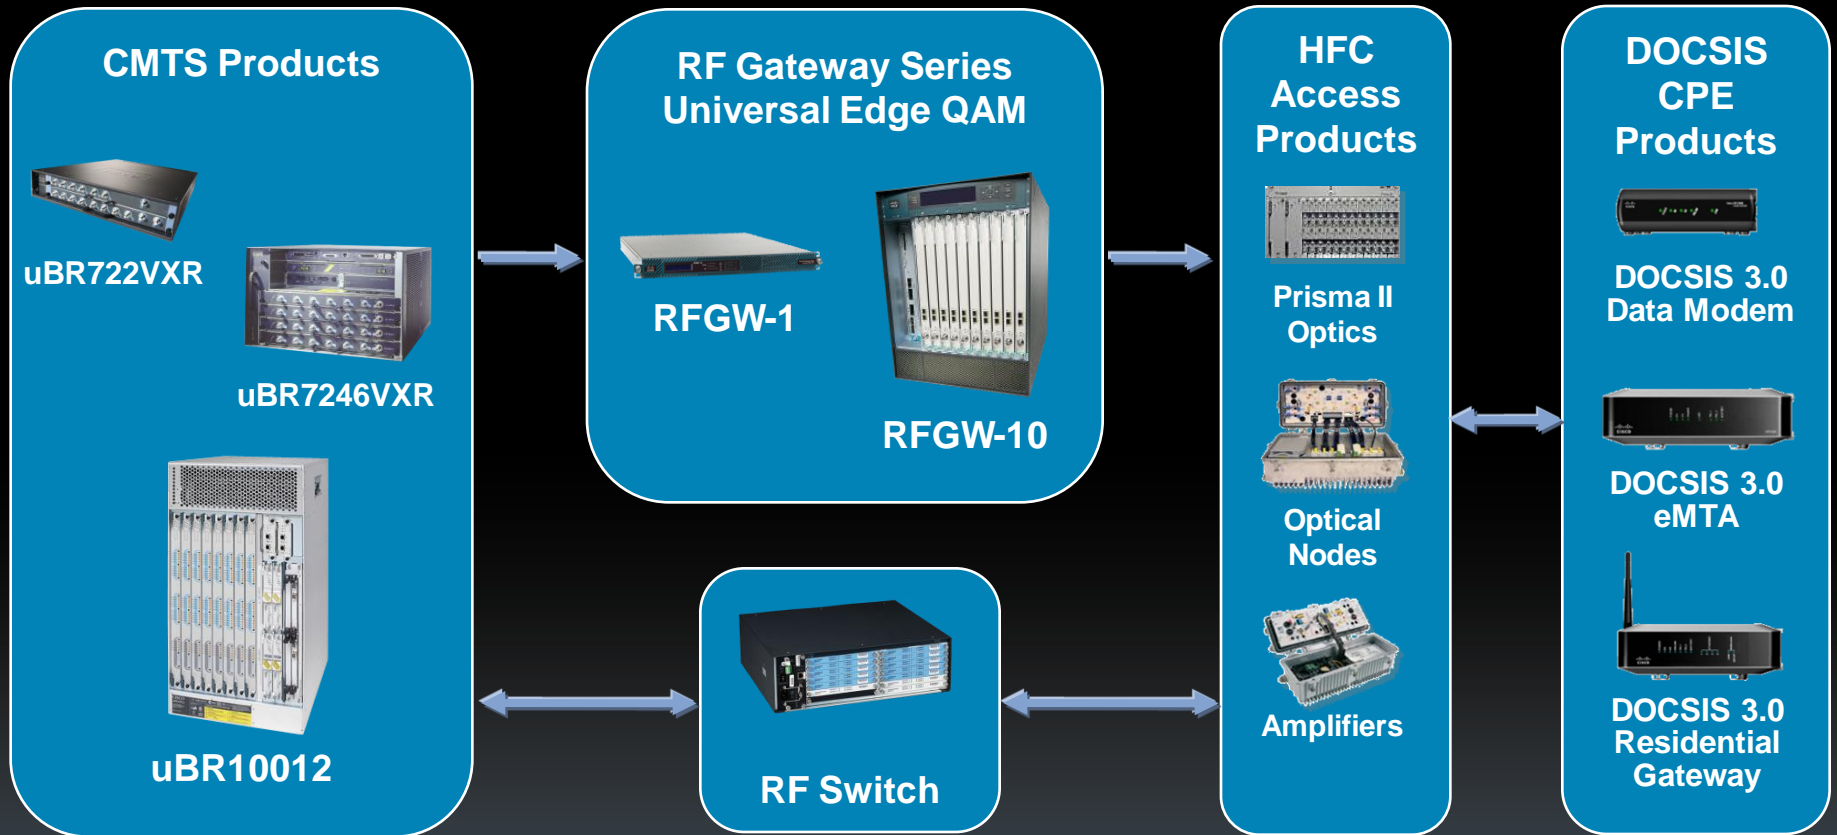 CMTS Products
uBR722VXR
uBR7246VXR
uBR10012
RF Gateway Series
Universal Edge QAM
RFGW-1
RFGW-10
RF Switch
HFC
Access
Products
Prisma II
Optics
Optical
Nodes
Amplifiers
DOCSIS
CPE
Products
DOCSIS 3.0
Data Modem
DOCSIS 3.0
eMTA
DOCSIS 3.0
Residential
Gateway